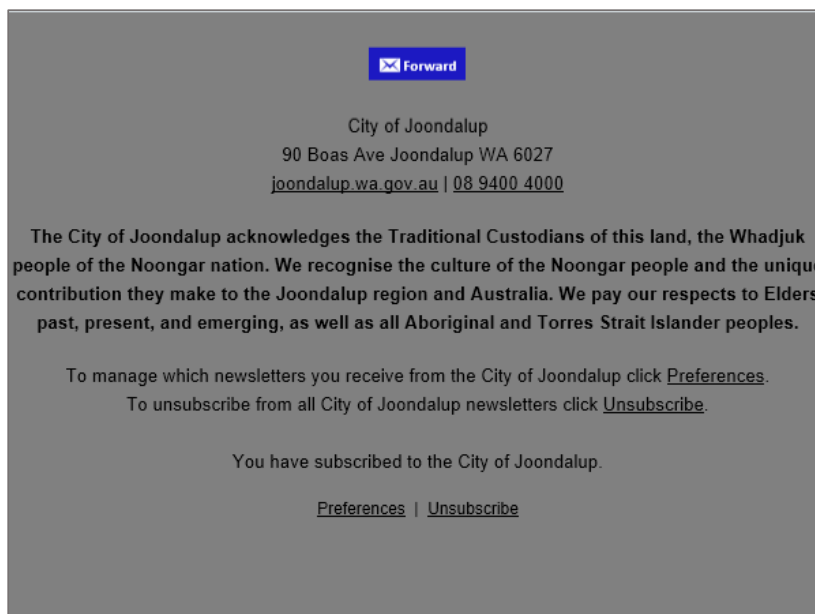 Forward
City of Joondalup
90 Boas Ave Joondalup WA 6027
joondalup.wa.gov.au | 08 9400 4000
The City of Joondalup acknowledges the Traditional Custodians of this land, the Whadjuk
people of the Noongar nation. We recognise the culture of the Noongar people and the unique
contribution they make to the Joondalup region and Australia. We pay our respects to Elders
past, present, and emerging, as well as all Aboriginal and Torres Strait Islander peoples.
To manage which newsletters you receive from the City of Joondalup click Preferences.
To unsubscribe from all City of Joondalup newsletters click Unsubscribe.
You have subscribed to the City of Joondalup.
Preferences | Unsubscribe